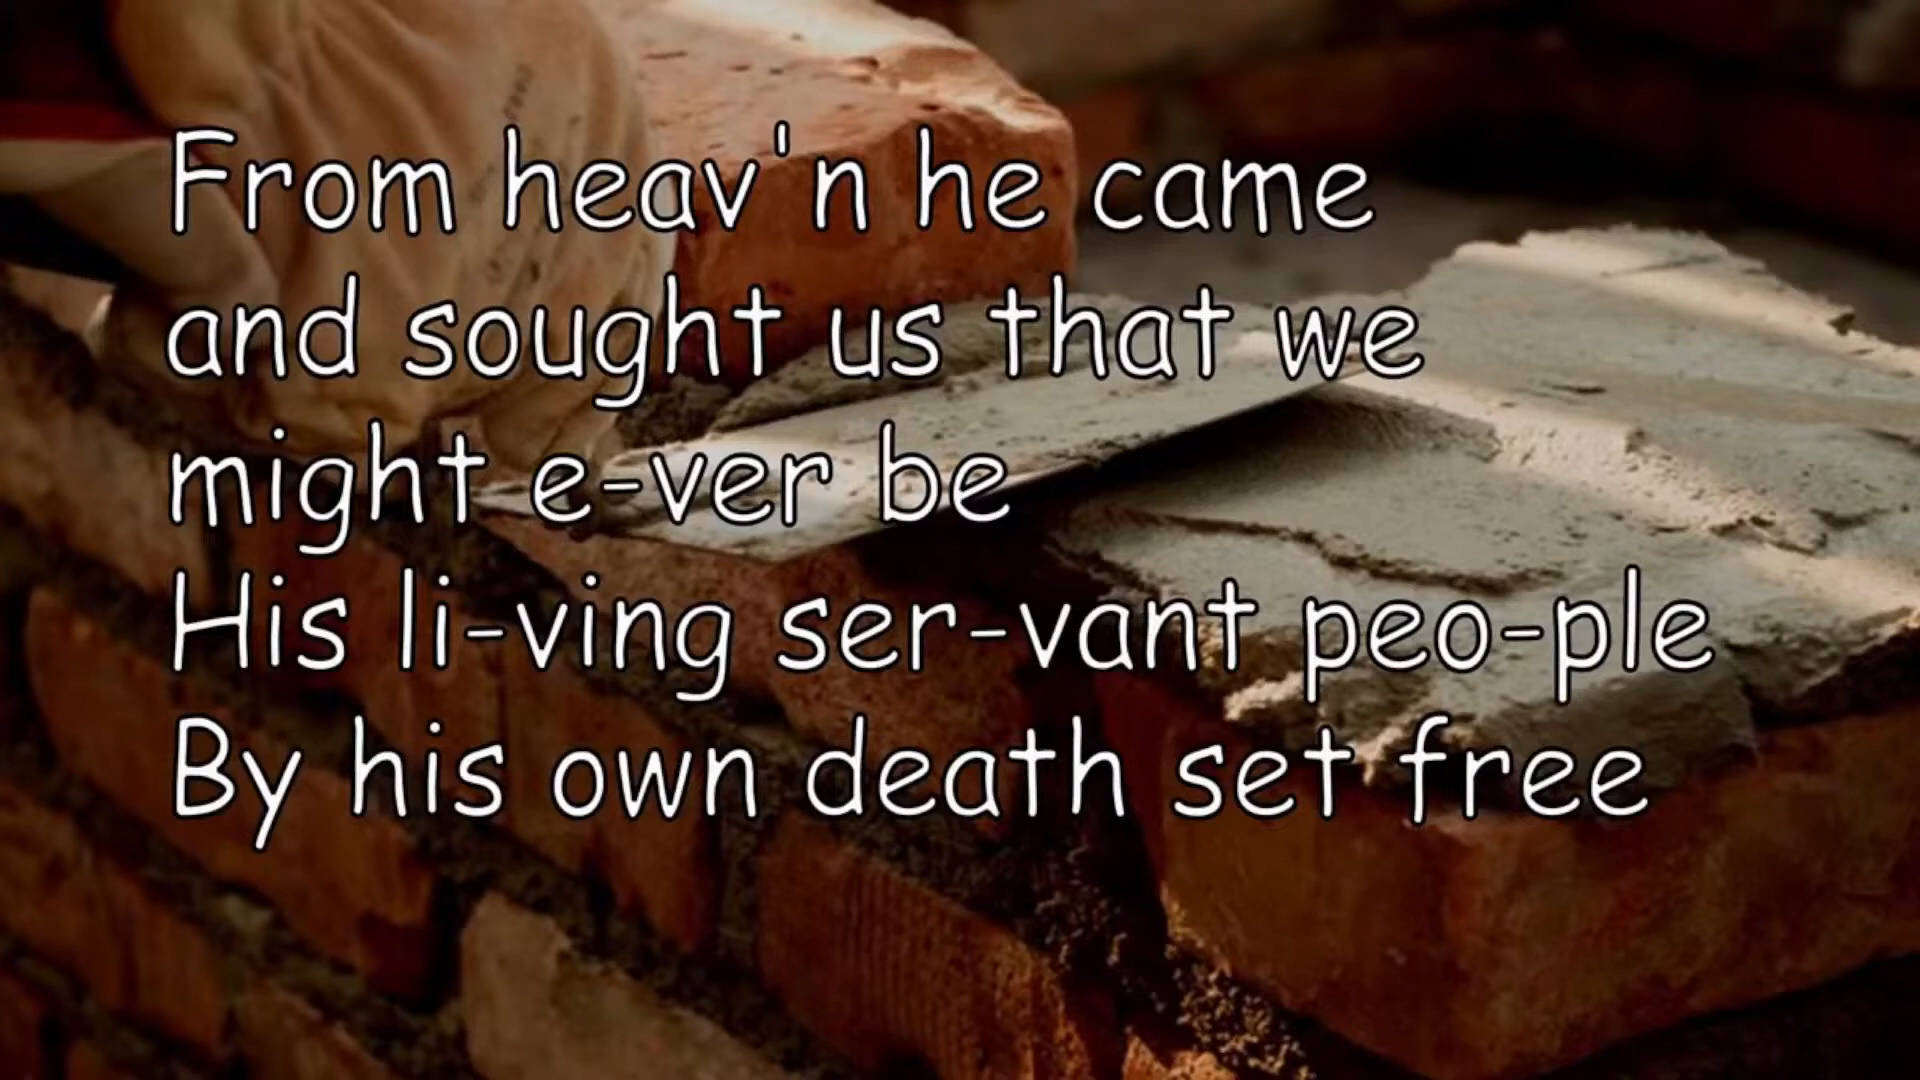 From heav'n he came
and sought us that we
might e-ver be
His li-ving ser-vant peo-ple
By his own death set free